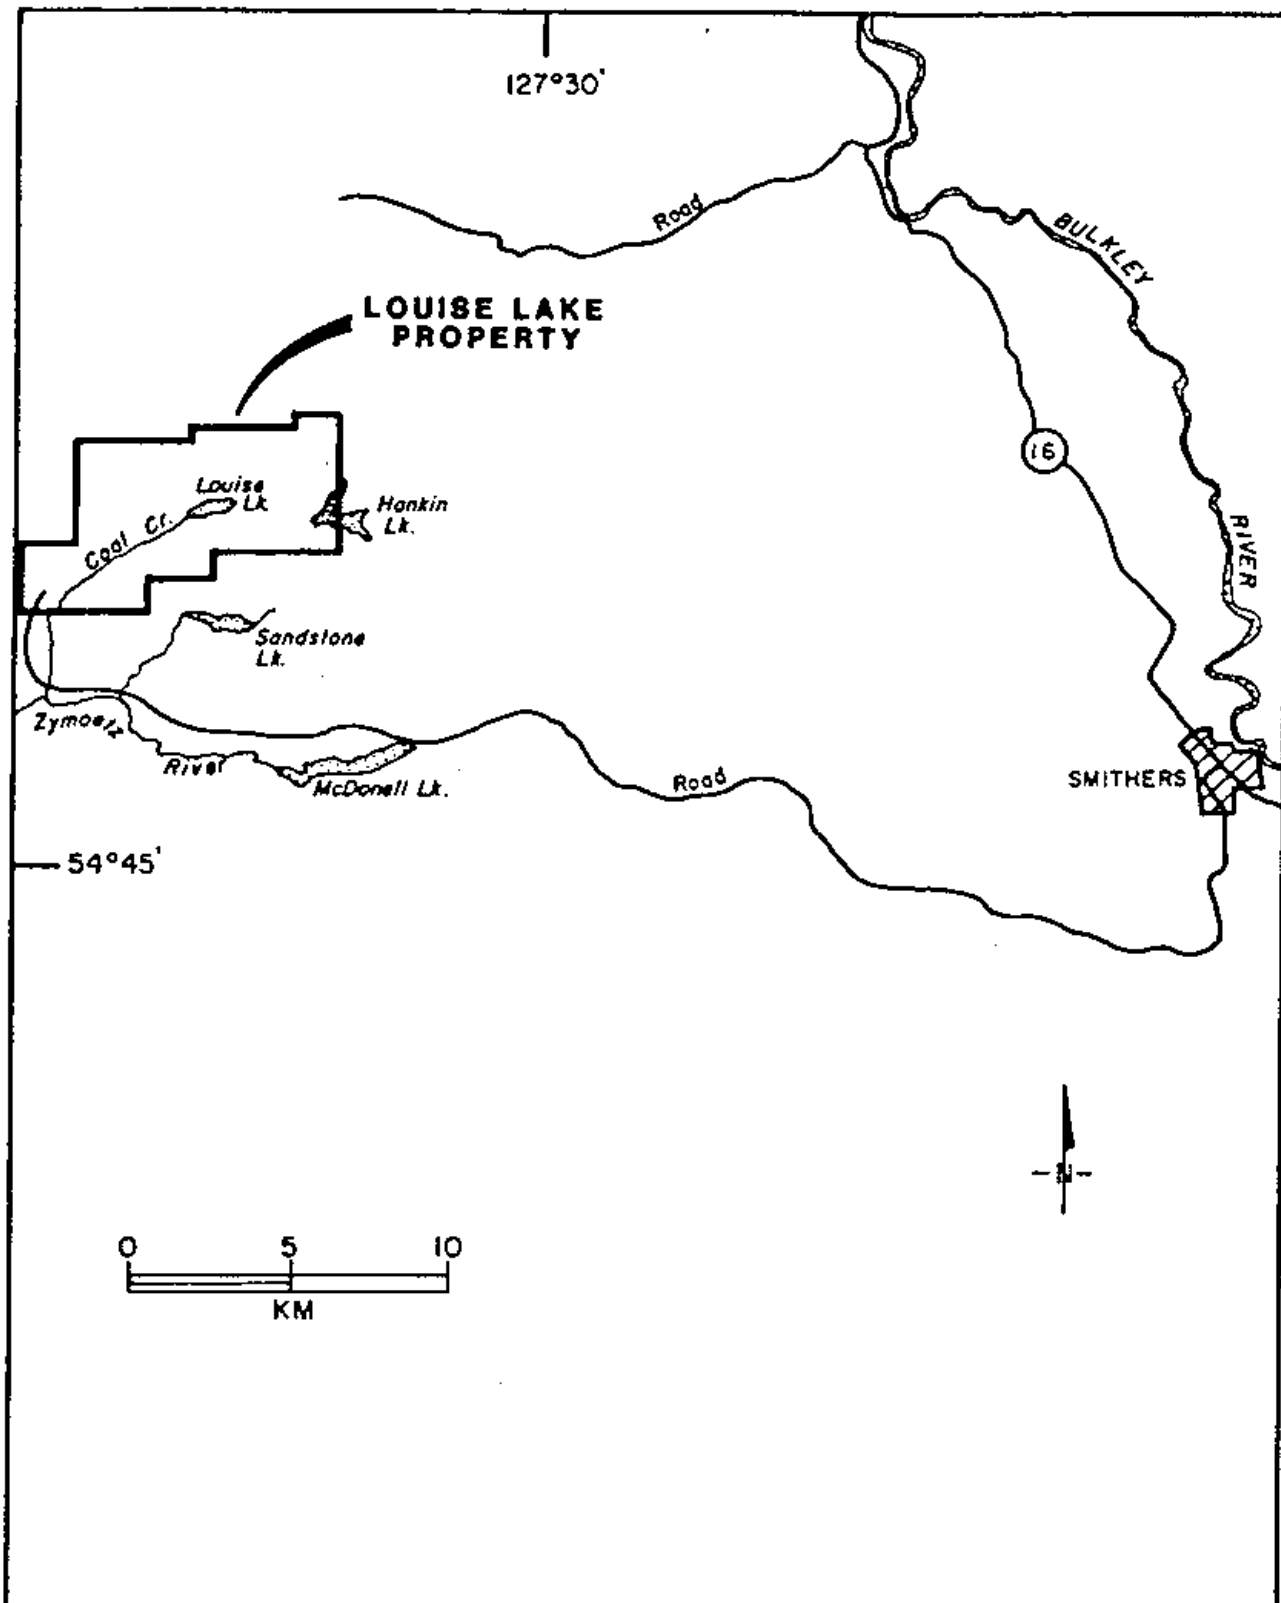 127°30'
Road
BULKLEY
LOUISE LAKE
PROPERTY
16
Louise
Lk
Hankin
Lk.
Coal Cr.
RIVER
Sandstone
Lk.
Zymoetz
River
McDonell Lk.
Road
SMITHERS
54°45'
N
0 5 10
KM